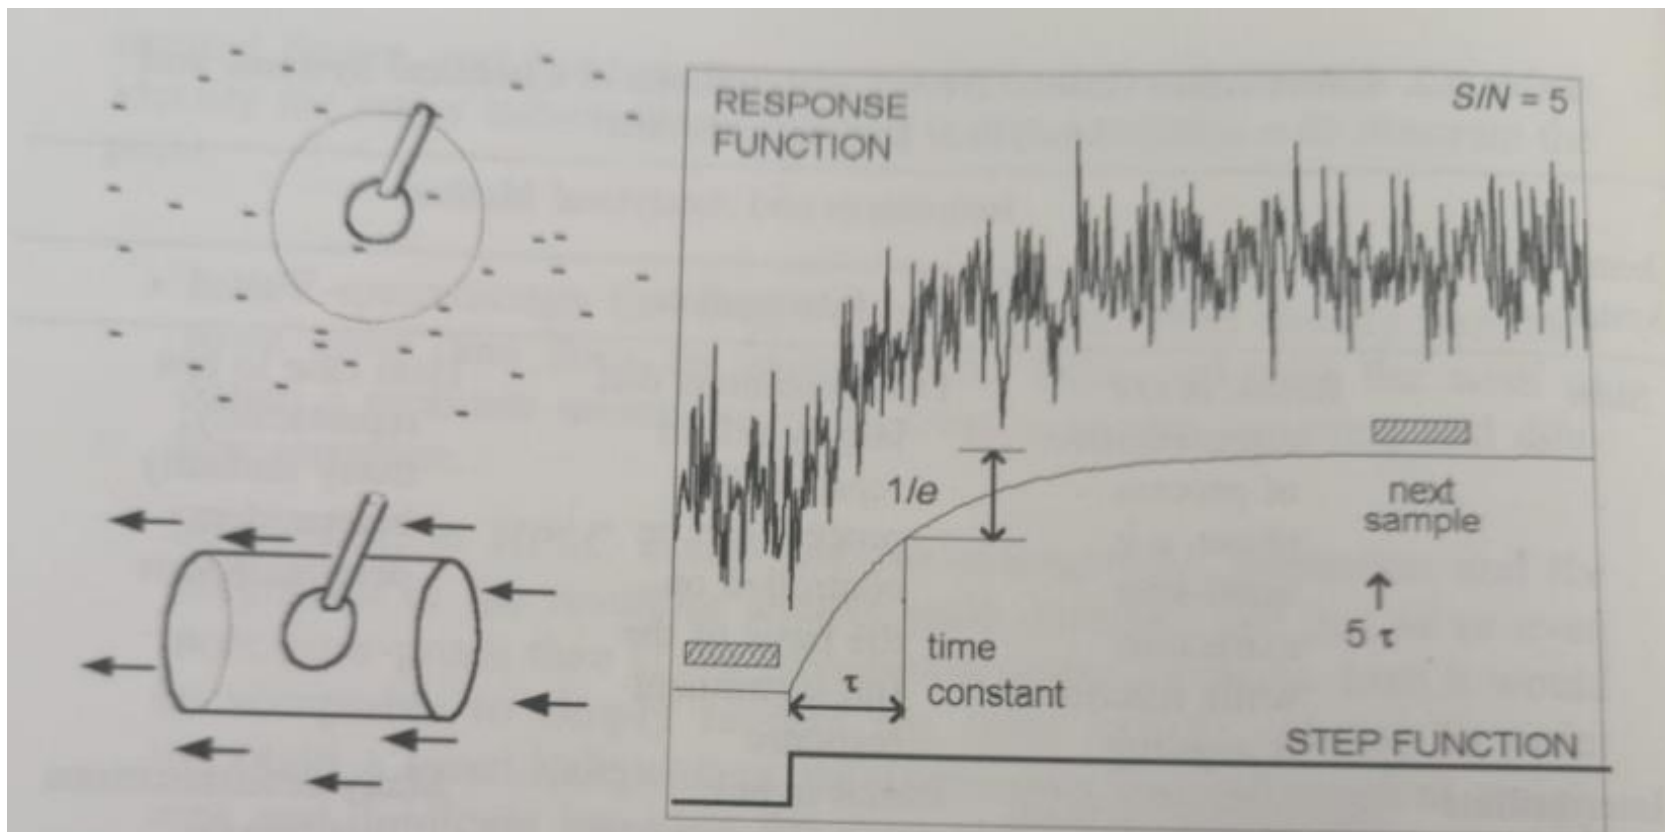 RESPONSE
FUNCTION
S/N = 5
1/e
next
sample
5 τ
time
constant
τ
STEP FUNCTION